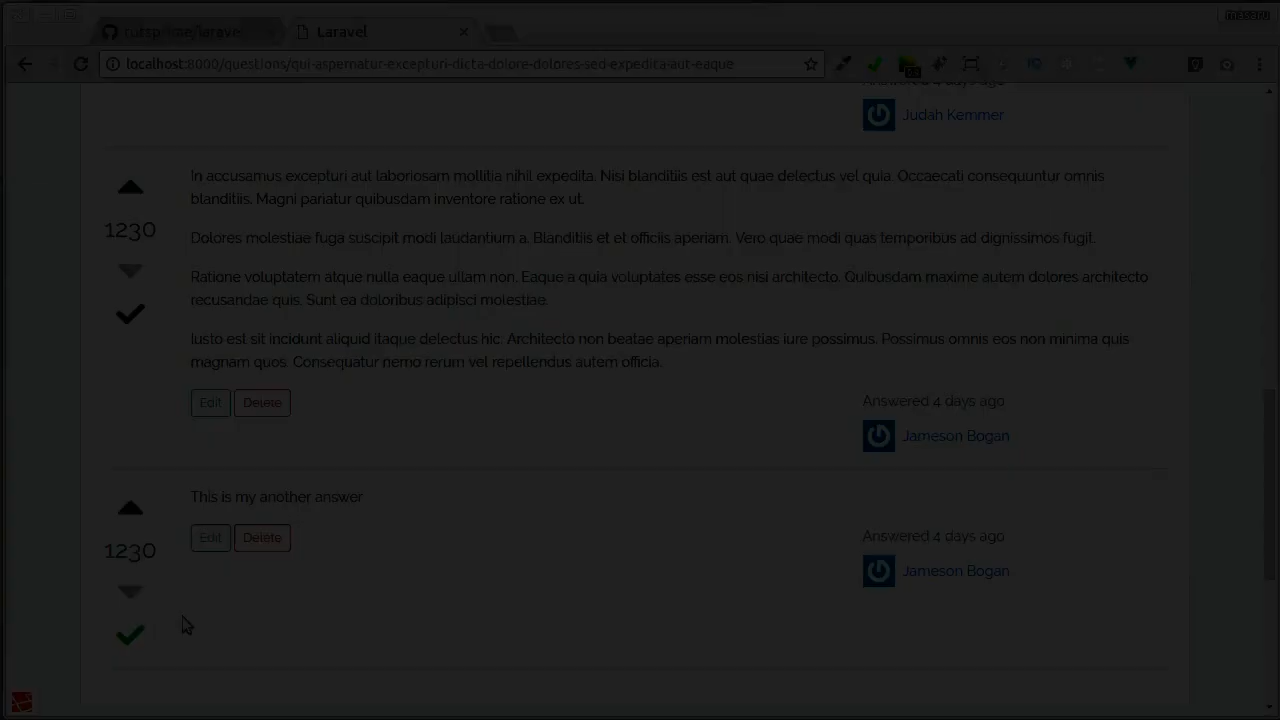 masaru
Laravel
localhost:8000/questions/qui-aspernatur-excepturi-dicta-dolore-dolores-sed-expedita-aut-eaque
Answered 4 days ago
Judah Kemmer
In accusamus excepturi aut laboriosam mollitia nihil expedita. Nisi blanditiis est aut quae delectus vel quia. Occaecati consequuntur omnis
blanditiis. Magni pariatur quibusdam inventore ratione ex ut.
1230
Dolores molestiae fuga suscipit modi laudantium a. Blanditiis et et officiis aperiam. Vero quae modi quas temporibus ad dignissimos fugit.
Ratione voluptatem atque nulla eaque ullam non. Eaque a quia voluptates esse eos nisi architecto. Quibusdam maxime autem dolores architecto
recusandae quis. Sunt ea doloribus adipisci molestiae.
Iusto est sit incidunt aliquid itaque delectus hic. Architecto non beatae aperiam molestias iure possimus. Possimus omnis eos non minima quis
magnam quos. Consequatur nemo rerum vel repellendus autem officia.
Edit Delete
Answered 4 days ago
Jameson Bogan
This is my another answer
1230
Edit Delete
Answered 4 days ago
Jameson Bogan